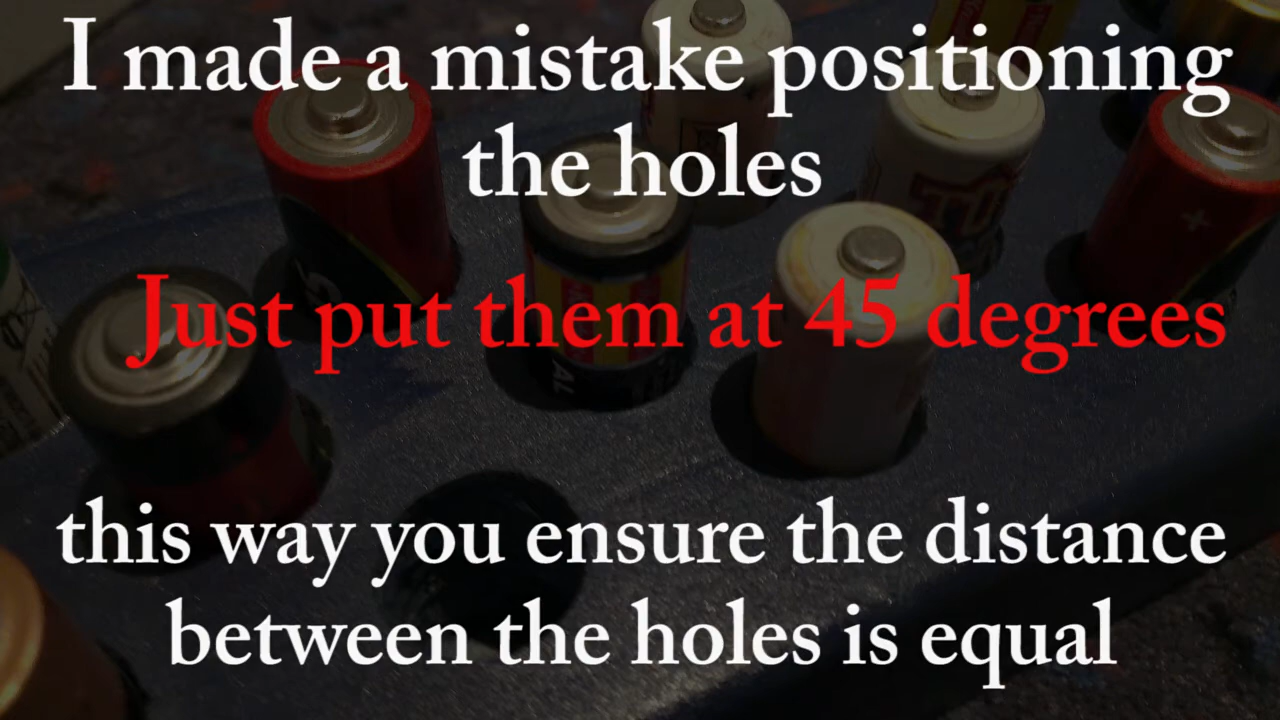 I made a mistake positioning
the holes
Just put them at 45 degrees
this way you ensure the distance
between the holes is equal